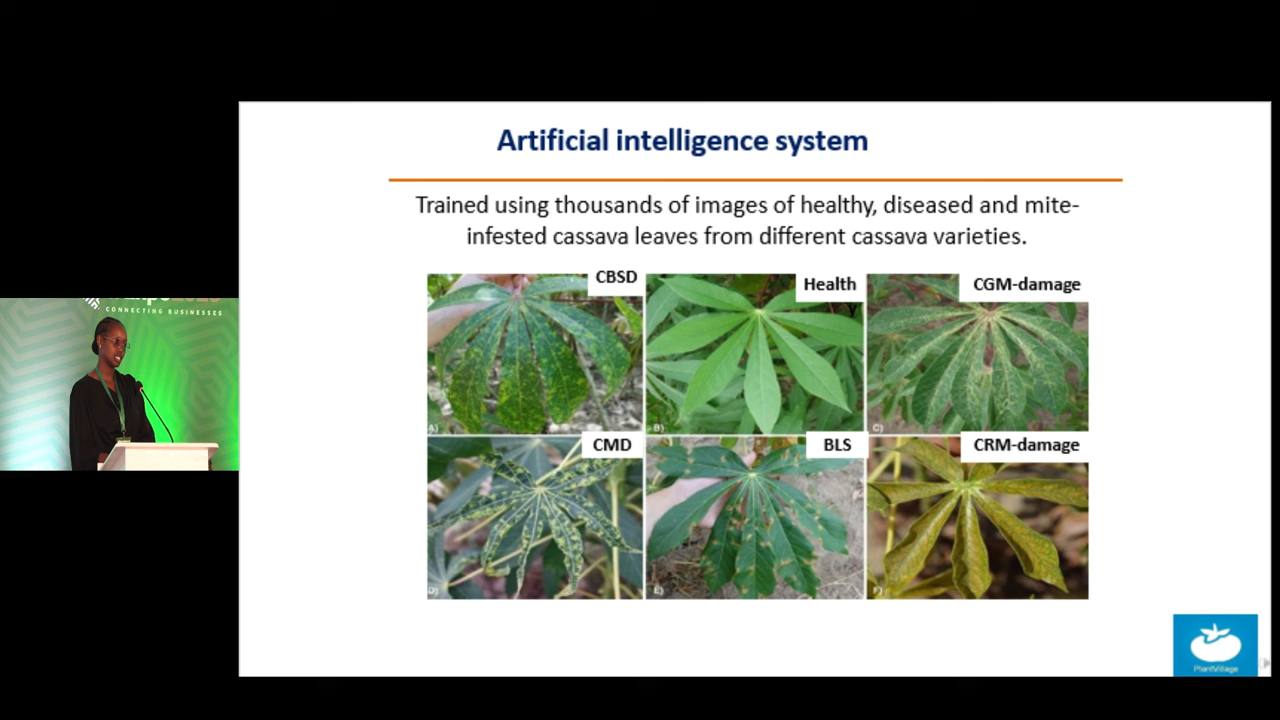 Artificial intelligence system
Trained using thousands of images of healthy, diseased and mite-
infested cassava leaves from different cassava varieties.
CBSD
Health
CGM-damage
A)
B)
C)
CMD
BLS
CRM-damage
D)
E)
F)
CONNECTING BUSINESSES
PlantVillage